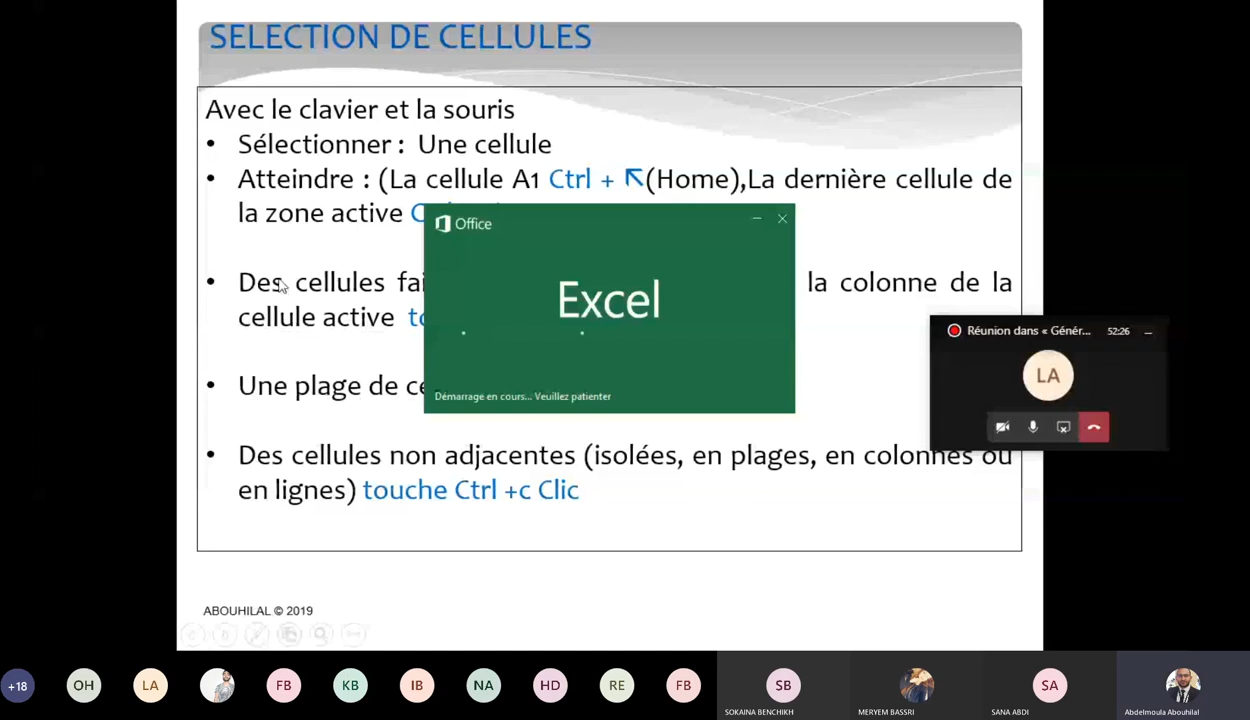 SELECTION DE CELLULES
Avec le clavier et la souris
• Sélectionner : Une cellule
• Atteindre : (La cellule A1 Ctrl + ↖(Home),La dernière cellule de
la zone active
Office
Excel
Démarrage en cours... Veuillez patienter
• Des cellules la colonne de la
cellule active
• Une plage de
• Des cellules non adjacentes (isolées, en plages, en colonnes ou
en lignes) touche Ctrl +c Clic
Réunion dans « Génér... 52:26
LA
ABOUHILAL © 2019
+18 OH LA FB KB IB NA HD RE FB SB SA
SOKAINA BENCHIKH MERYEM BASSRI SANA ABDI Abdelmoula Abouhilal